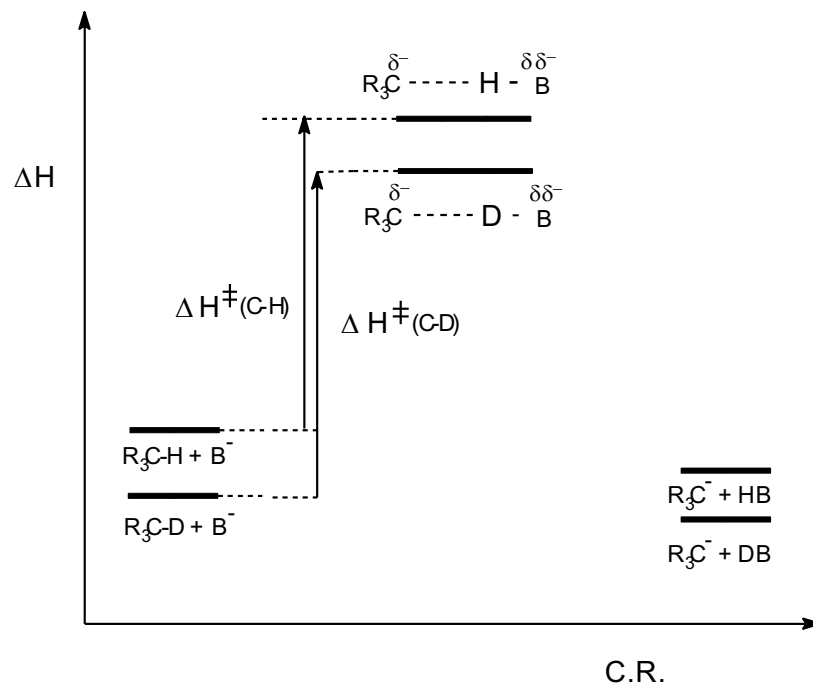 δ⁻ δδ⁻
R₃C ----- H - B
ΔH
δ⁻ δδ⁻
R₃C ----- D - B
ΔH‡(C-H)
ΔH‡(C-D)
R₃C-H + B⁻
R₃C-D + B⁻
R₃C⁻ + HB
R₃C⁻ + DB
C.R.